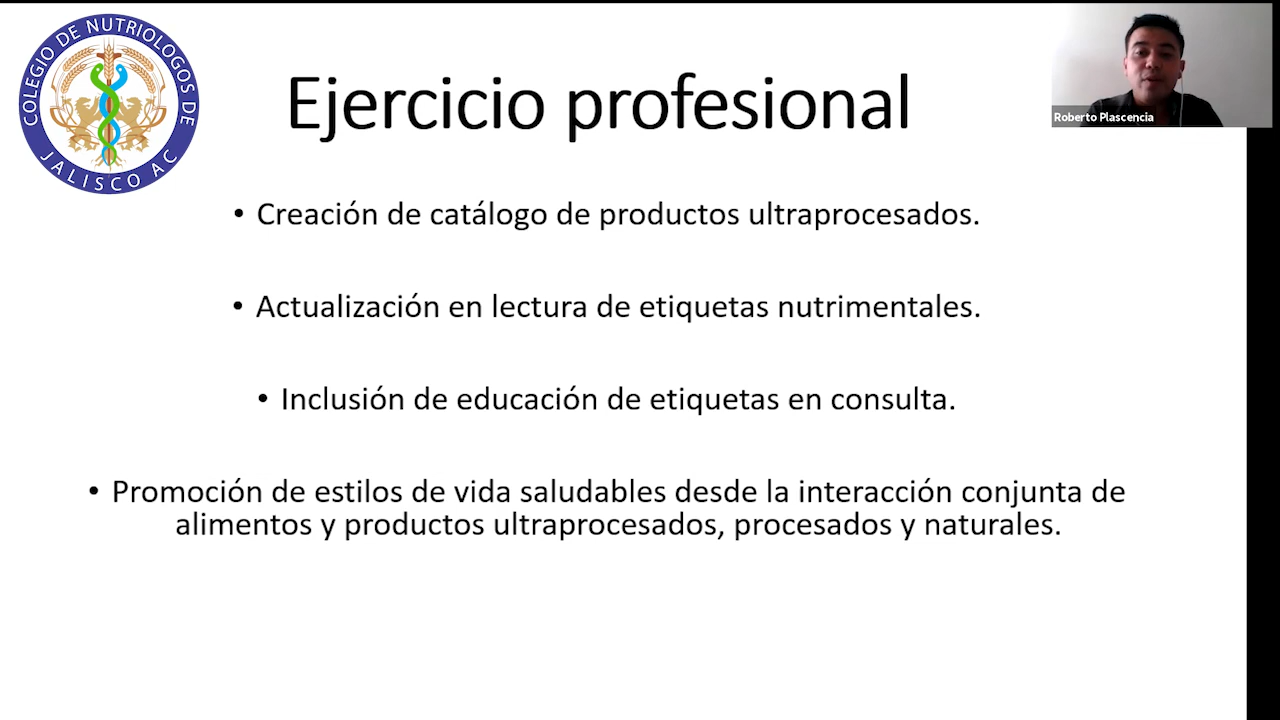 COLEGIO DE NUTRIOLOGOS DE
JALISCO AC
Ejercicio profesional
Roberto Plascencia
• Creación de catálogo de productos ultraprocesados.
• Actualización en lectura de etiquetas nutrimentales.
• Inclusión de educación de etiquetas en consulta.
• Promoción de estilos de vida saludables desde la interacción conjunta de
alimentos y productos ultraprocesados, procesados y naturales.